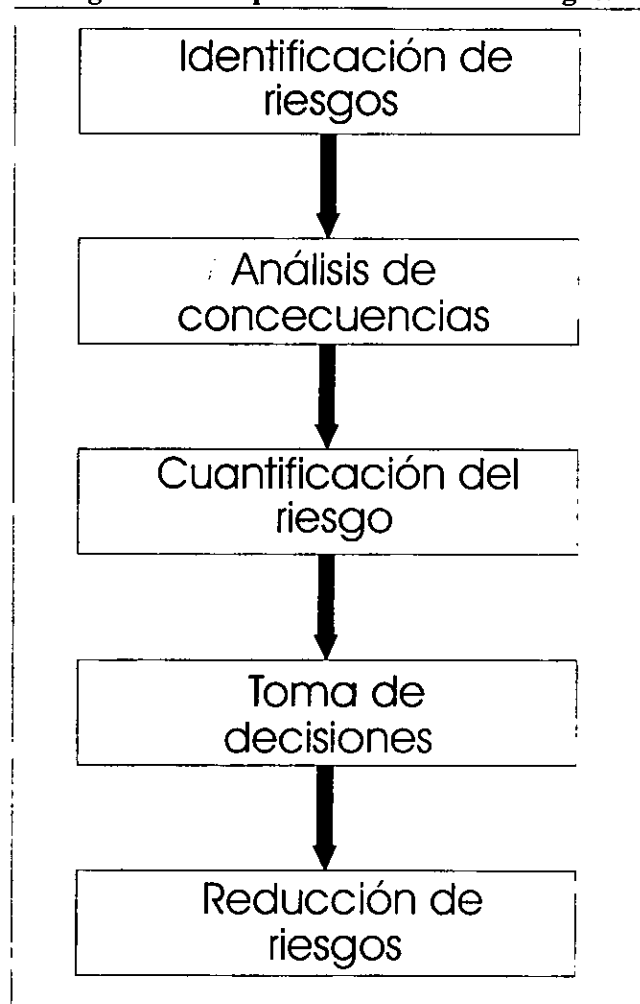 Identificación de
riesgos
Análisis de
concecuencias
Cuantificación del
riesgo
Toma de
decisiones
Reducción de
riesgos